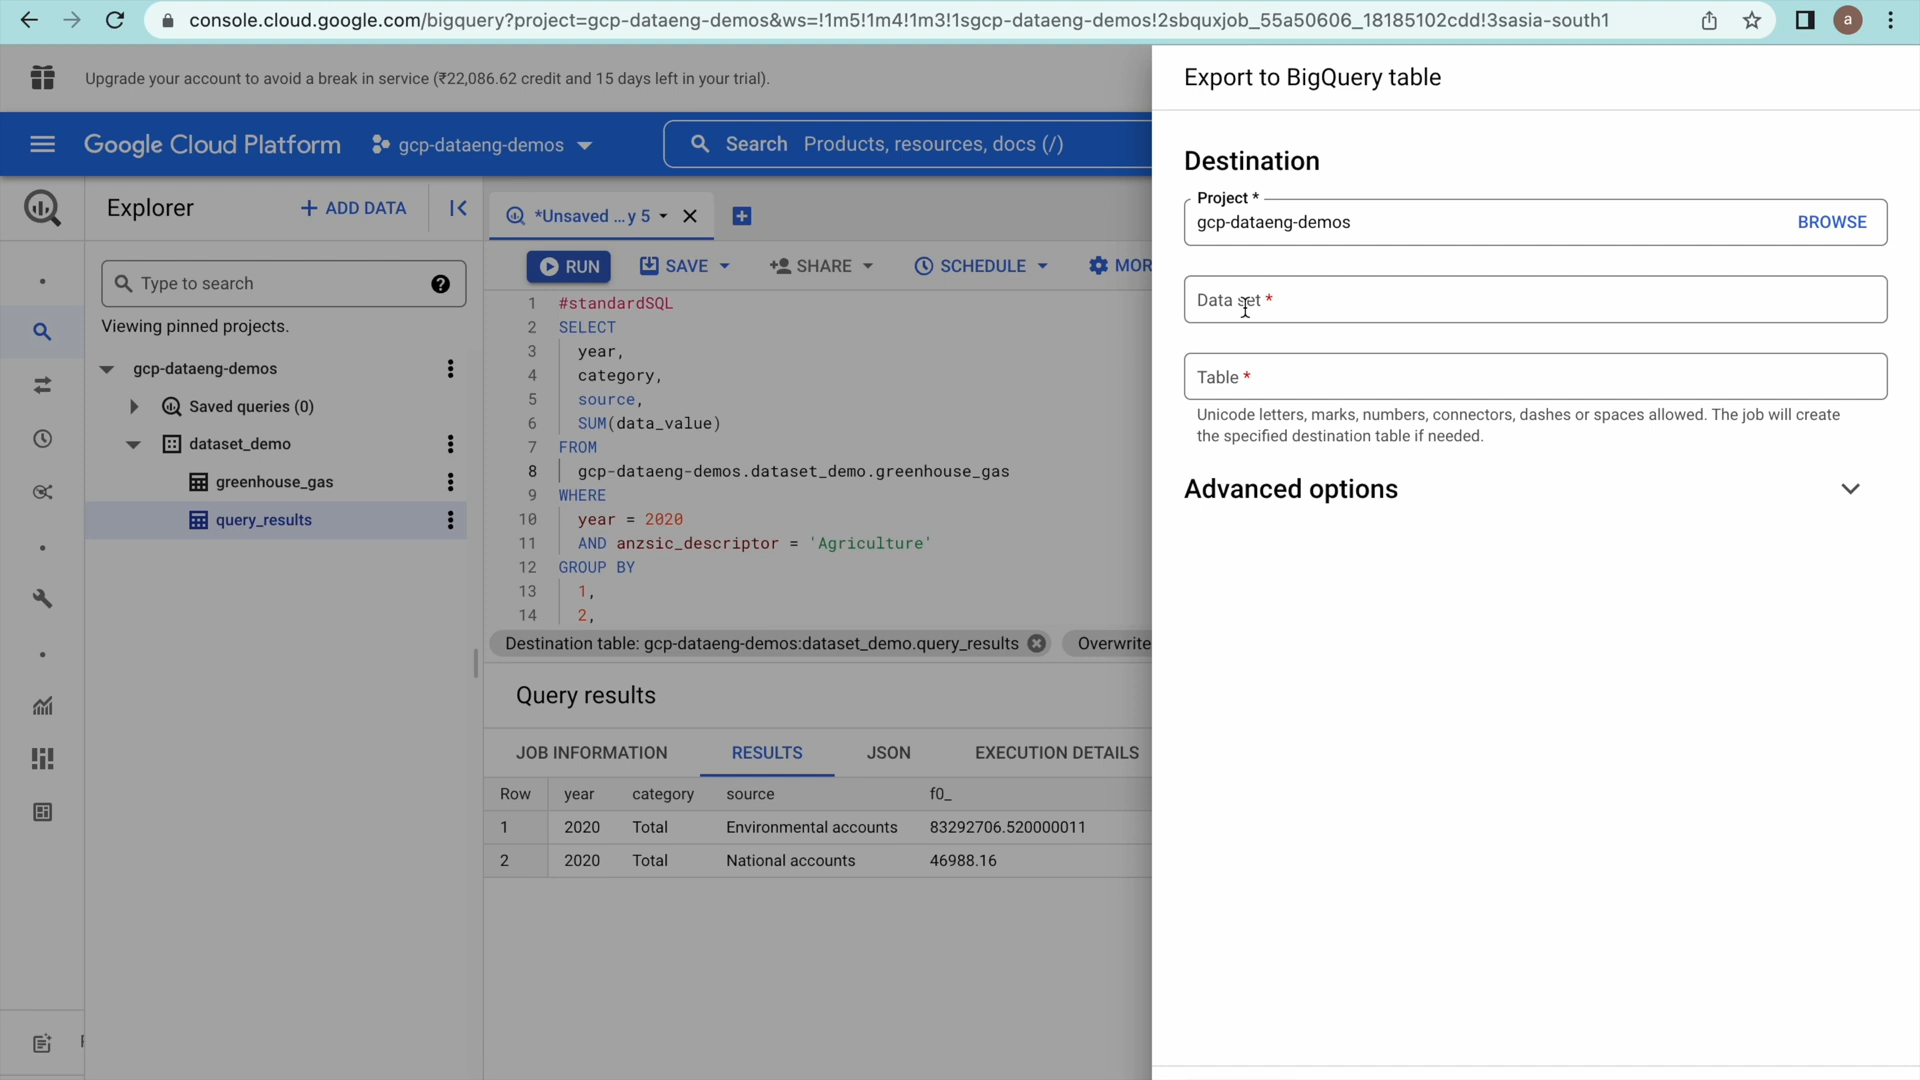 console.cloud.google.com/bigquery?project=gcp-dataeng-demos&ws=!1m5!1m4!1m3!1sgcp-dataeng-demos!2sbquxjob_55a50606_18185102cdd!3sasia-south1
a
Upgrade your account to avoid a break in service (₹22,086.62 credit and 15 days left in your trial).
Google Cloud Platform
gcp-dataeng-demos
Search Products, resources, docs (/)
Explorer
+ ADD DATA
Type to search
Viewing pinned projects.
gcp-dataeng-demos
Saved queries (0)
dataset_demo
greenhouse_gas
query_results
*Unsaved ...y 5
RUN
SAVE
SHARE
SCHEDULE
MOR
1 #standardSQL
2 SELECT
3 year,
4 category,
5 source,
6 SUM(data_value)
7 FROM
8 gcp-dataeng-demos.dataset_demo.greenhouse_gas
9 WHERE
10 year = 2020
11 AND anzsic_descriptor = 'Agriculture'
12 GROUP BY
13 1,
14 2,
Destination table: gcp-dataeng-demos:dataset_demo.query_results
Overwrite
Query results
JOB INFORMATION RESULTS JSON EXECUTION DETAILS
Row year category source f0_
1 2020 Total Environmental accounts 83292706.520000011
2 2020 Total National accounts 46988.16
Export to BigQuery table
Destination
Project *
gcp-dataeng-demos
BROWSE
Data set *
Table *
Unicode letters, marks, numbers, connectors, dashes or spaces allowed. The job will create
the specified destination table if needed.
Advanced options